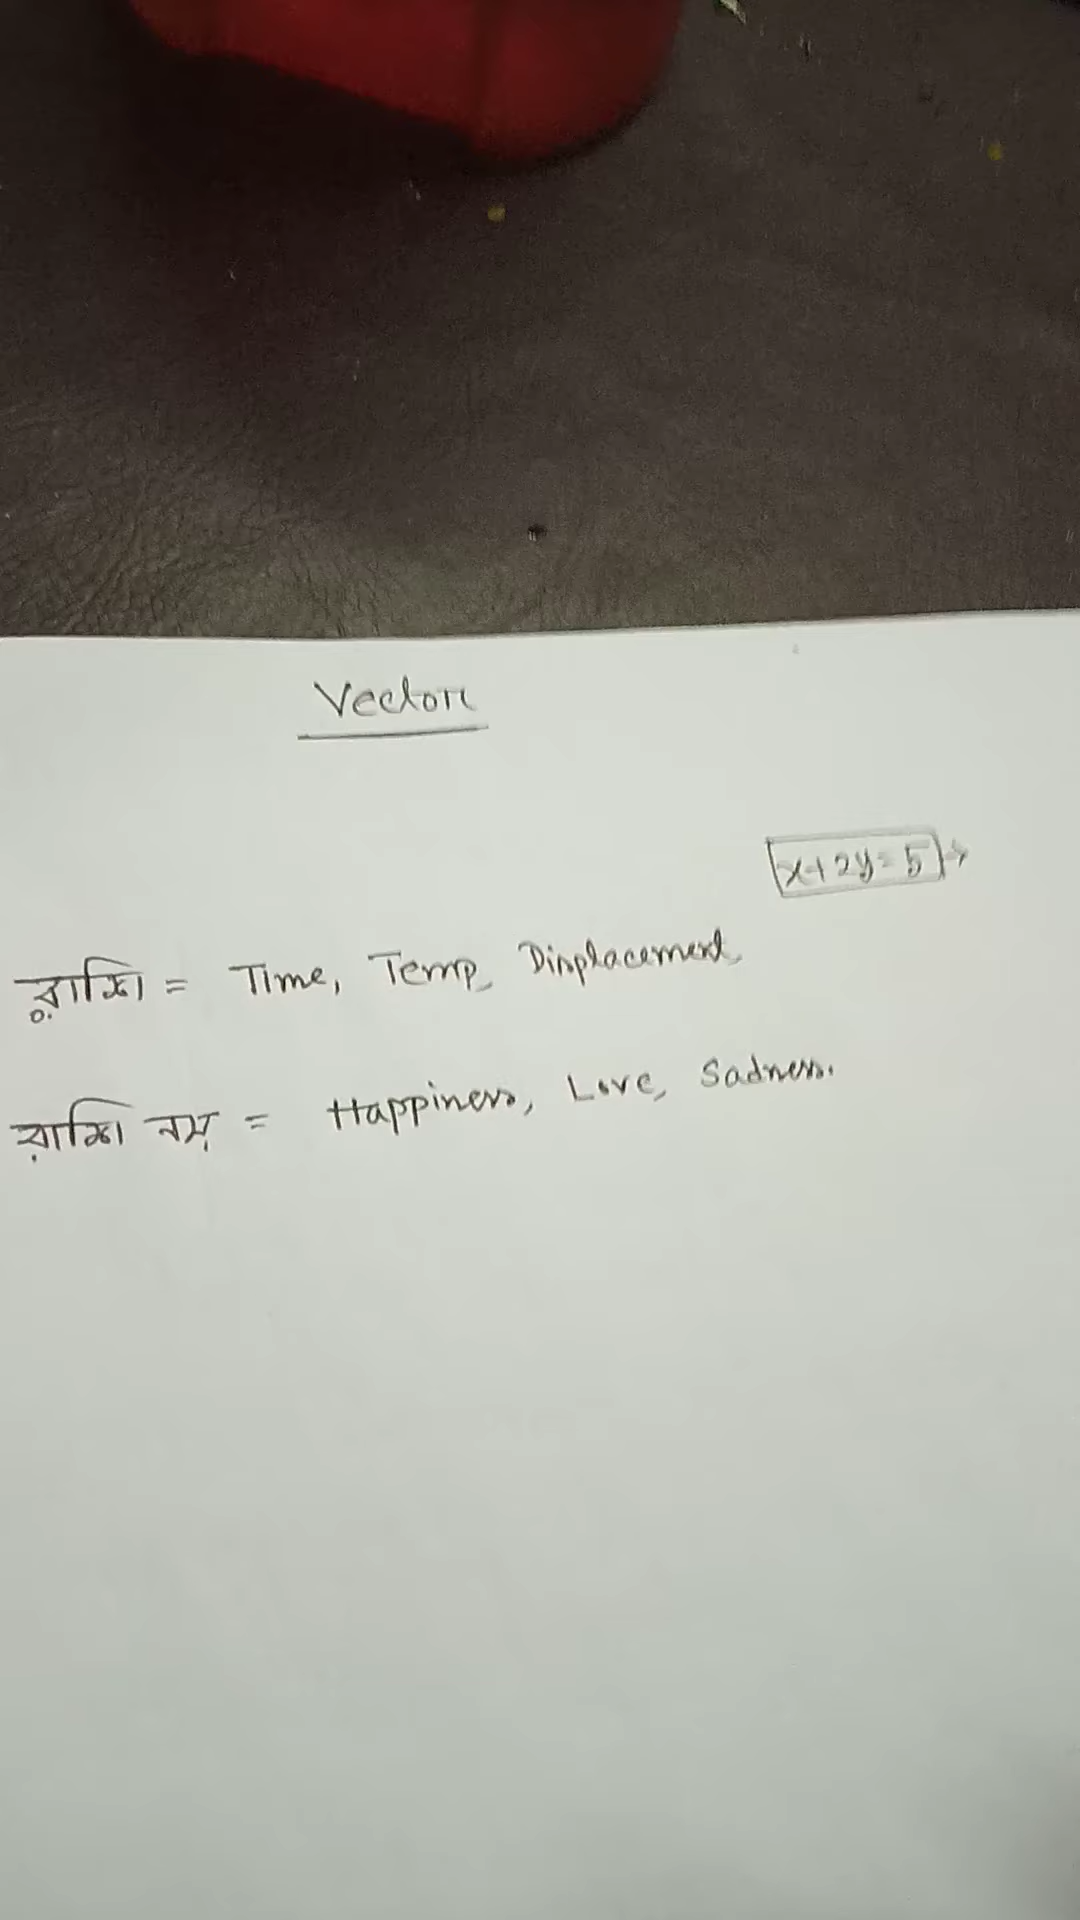 Vector
x+2y=5 →
রাশি = Time, Temp, Displacement
রাশি নয় = Happiness, Love, Sadness.